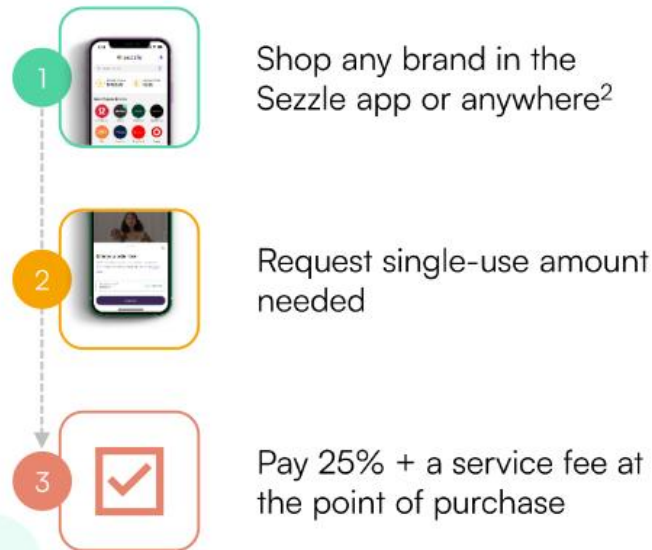 1
sezzle
Shop any brand in the
Sezzle app or anywhere²
2
Request single-use amount
needed
3
Pay 25% + a service fee at
the point of purchase